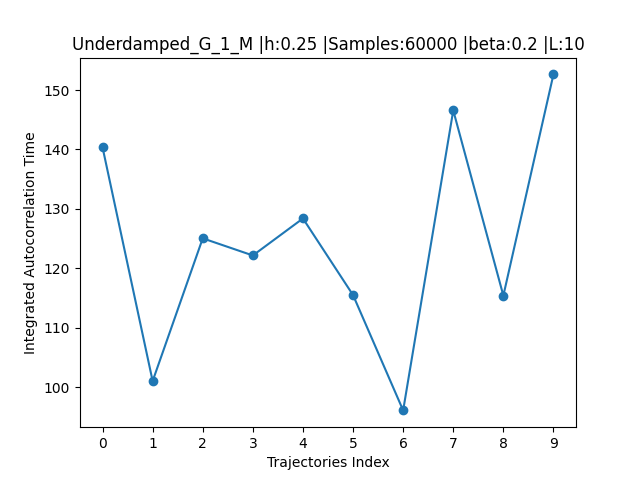 Underdamped_G_1_M |h:0.25 |Samples:60000 |beta:0.2 |L:10
Integrated Autocorrelation Time
150
140
130
120
110
100
0 1 2 3 4 5 6 7 8 9
Trajectories Index